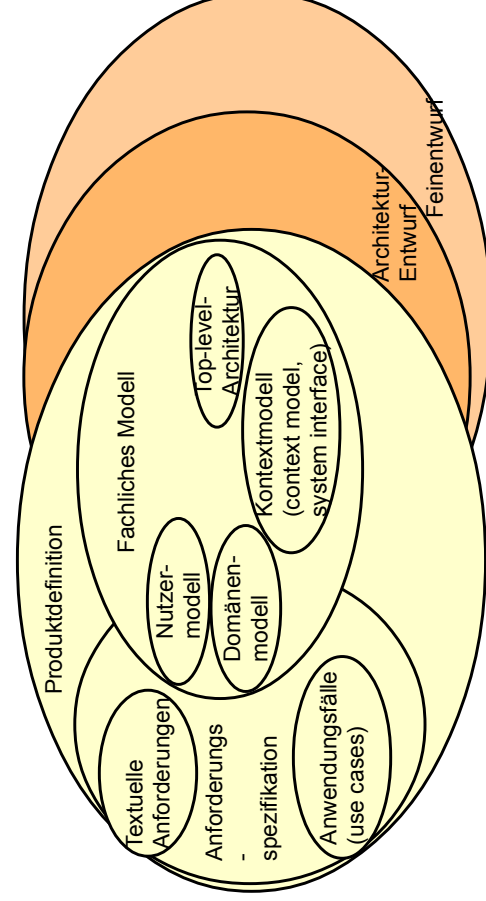 Produktdefinition
Fachliches Modell
Textuelle
Anforderungen
Anforderungs
-
spezifikation
Anwendungsfälle
(use cases)
Nutzer-
modell
Domänen-
modell
Top-level-
Architektur
Kontextmodell
(context model,
system interface)
Architektur-
Entwurf
Feinentwurf